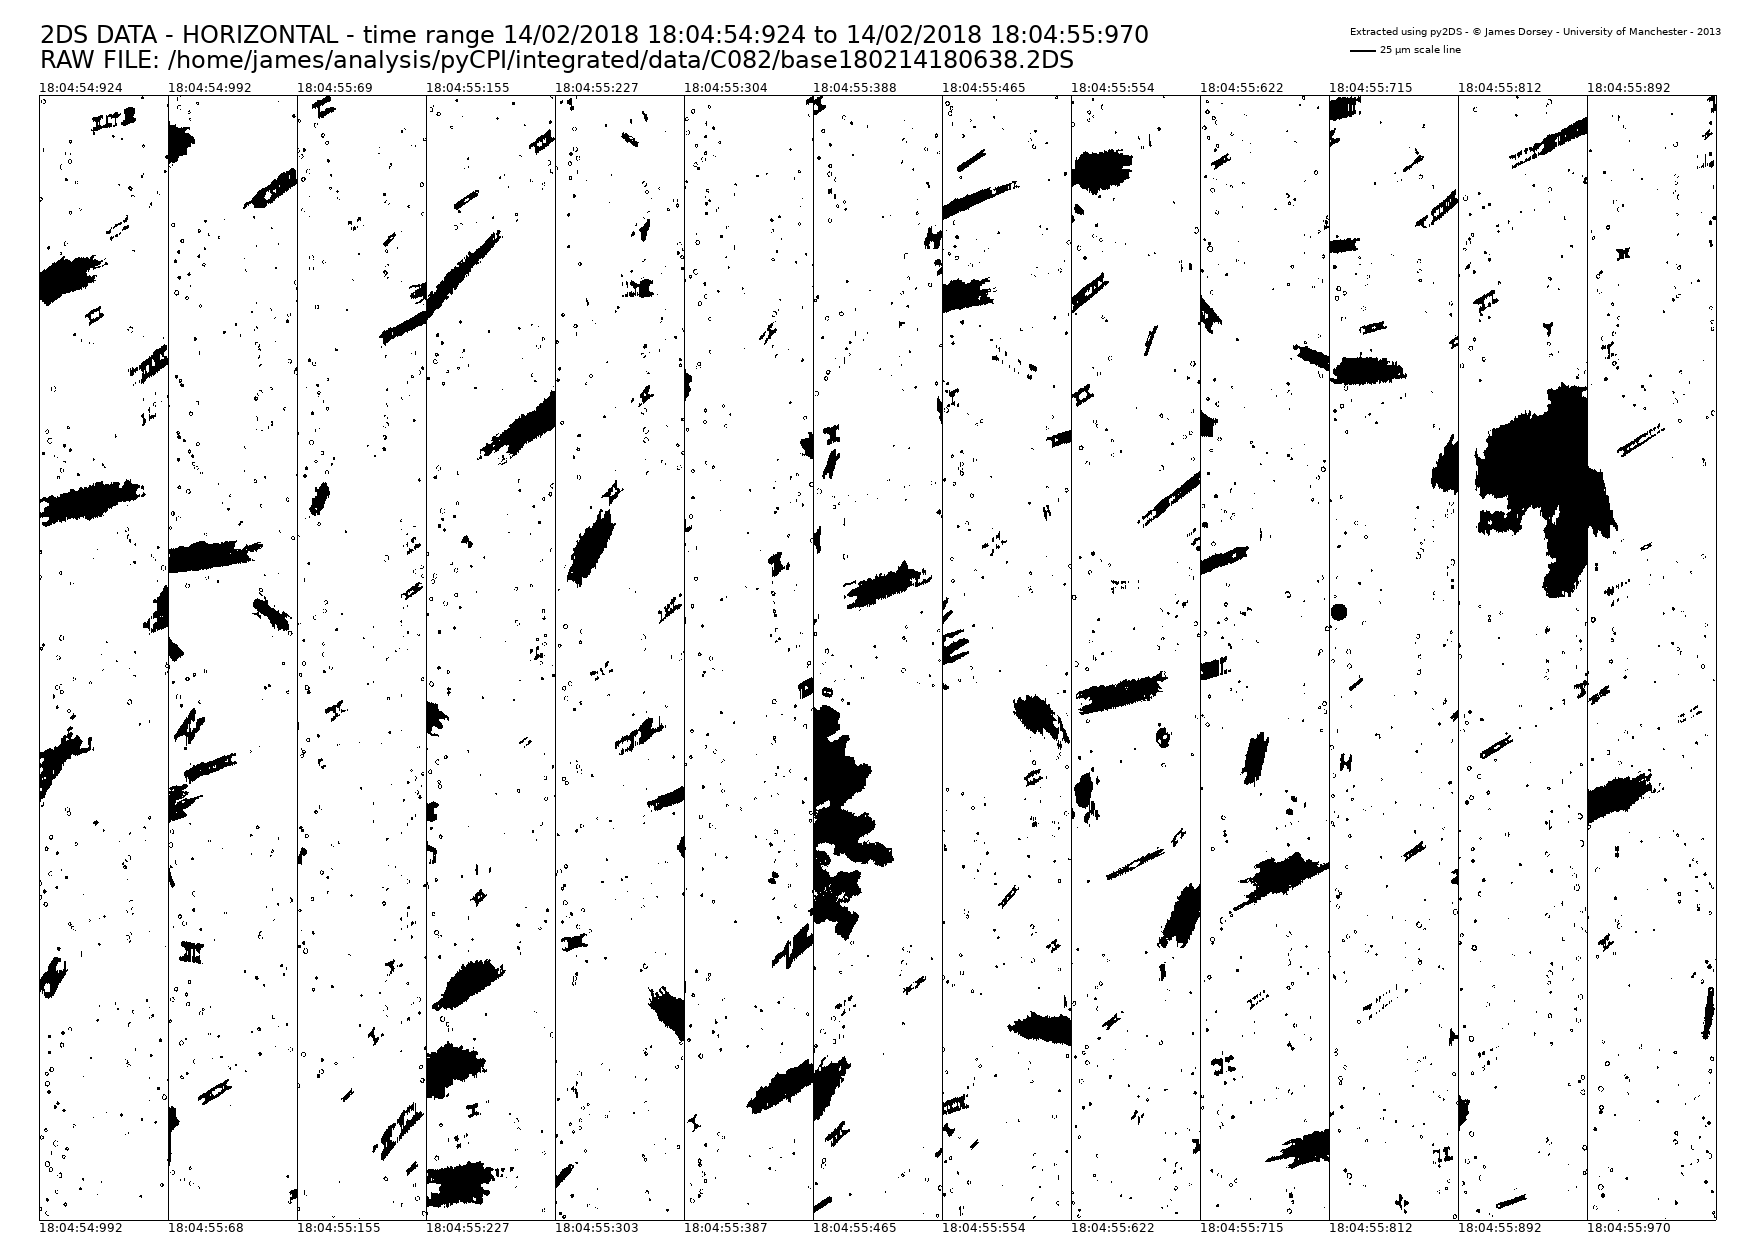 2DS DATA - HORIZONTAL - time range 14/02/2018 18:04:54:924 to 14/02/2018 18:04:55:970
RAW FILE: /home/james/analysis/pyCPI/integrated/data/C082/base180214180638.2DS
Extracted using py2DS - © James Dorsey - University of Manchester - 2013
25 µm scale line
18:04:54:924 18:04:54:992 18:04:55:69 18:04:55:155 18:04:55:227 18:04:55:304 18:04:55:388 18:04:55:465 18:04:55:554 18:04:55:622 18:04:55:715 18:04:55:812 18:04:55:892
18:04:54:992 18:04:55:68 18:04:55:155 18:04:55:227 18:04:55:303 18:04:55:387 18:04:55:465 18:04:55:554 18:04:55:622 18:04:55:715 18:04:55:812 18:04:55:892 18:04:55:970